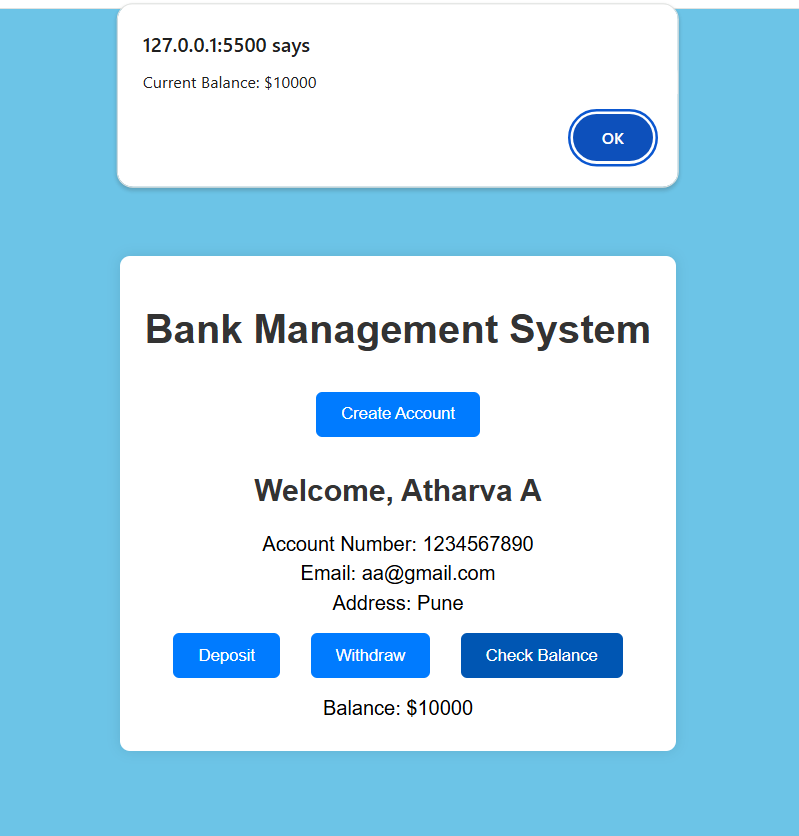 127.0.0.1:5500 says
Current Balance: $10000
OK
Bank Management System
Create Account
Welcome, Atharva A
Account Number: 1234567890
Email: aa@gmail.com
Address: Pune
Deposit Withdraw Check Balance
Balance: $10000